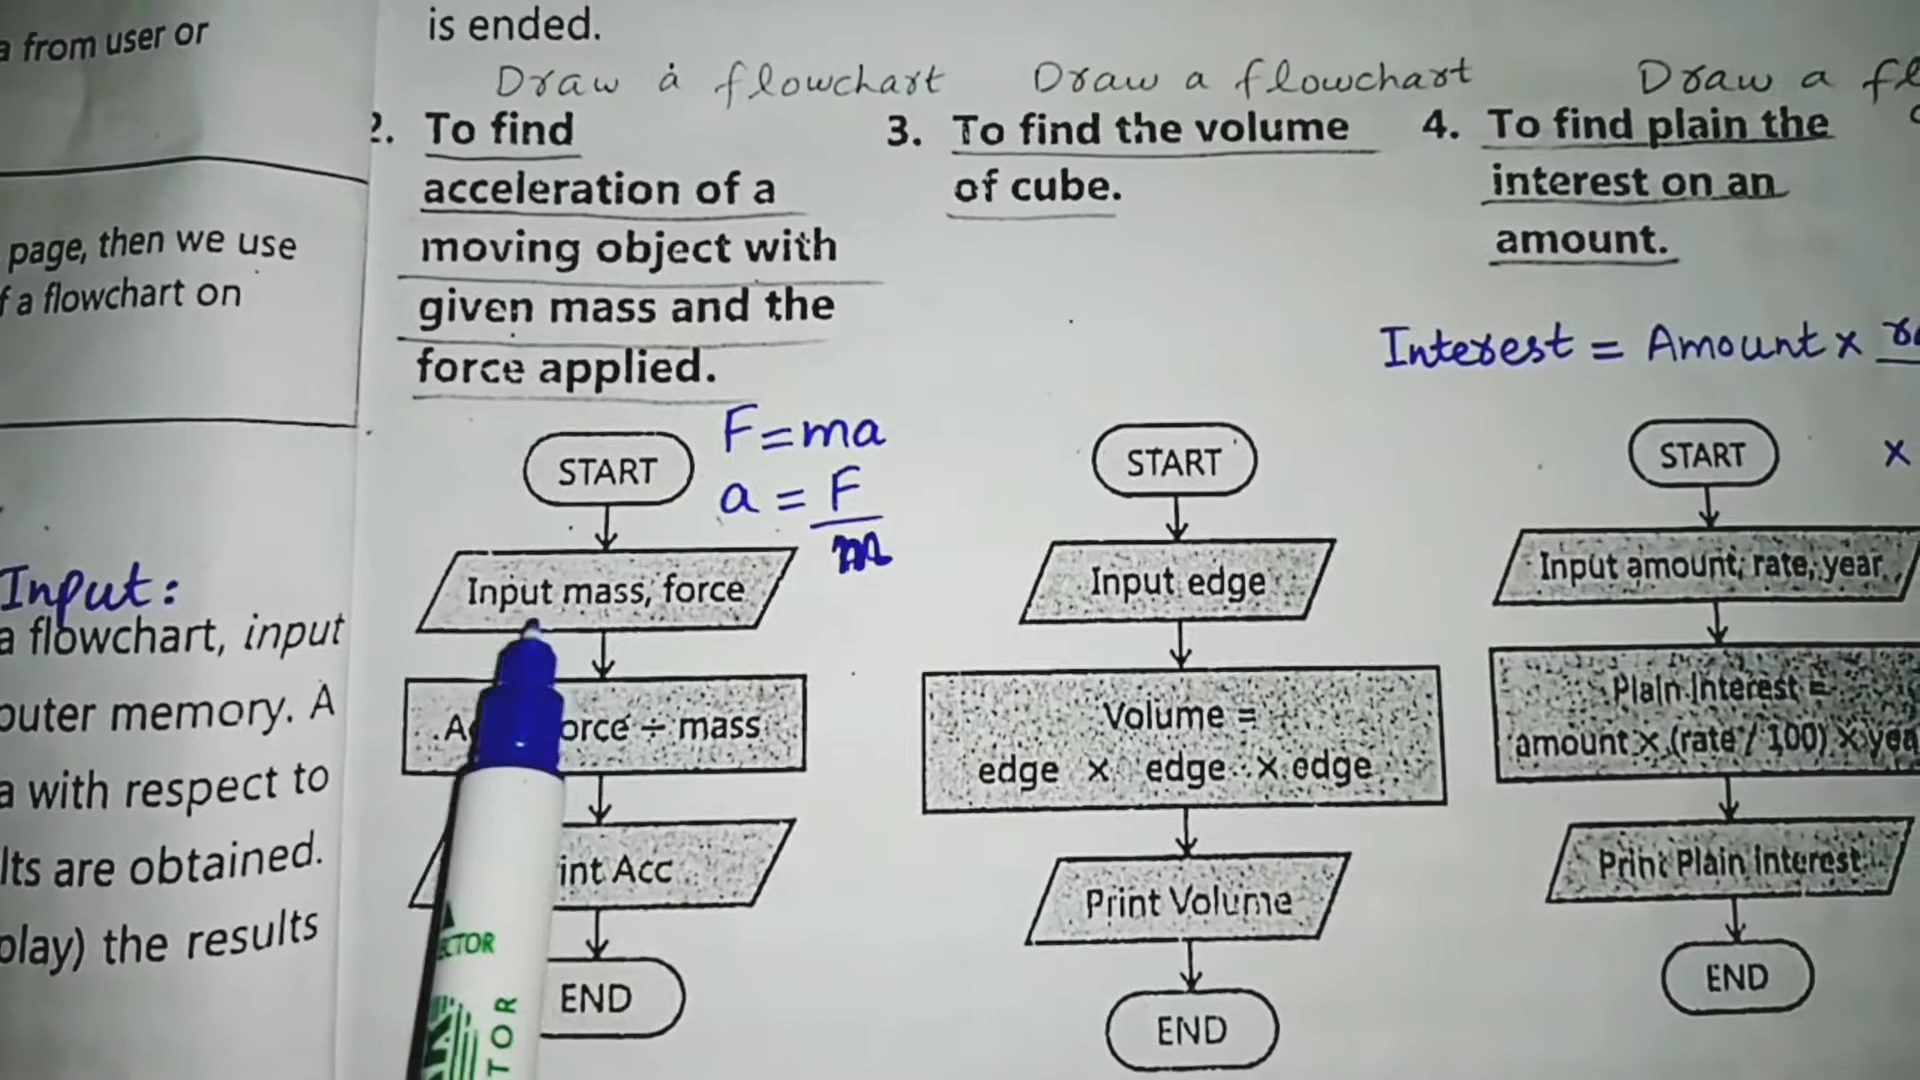 a from user or
page, then we use
f a flowchart on
Input:
a flowchart, input
puter memory. A
a with respect to
lts are obtained.
play) the results
is ended.
Draw a flowchart
2. To find
acceleration of a
moving object with
given mass and the
force applied.
F=ma
a = F
m
START
Input mass, force
orce ÷ mass
int Acc
END
Draw a flowchart
3. To find the volume
of cube.
START
Input edge
Volume =
edge x edge x edge
Print Volume
END
Draw a fl
4. To find plain the
interest on an
amount.
Interest = Amount x
x
START
Input amount, rate, year
Plain Interest =
amount x (rate / 100) x yea
Print Plain Interest
END
ECTOR
TOR